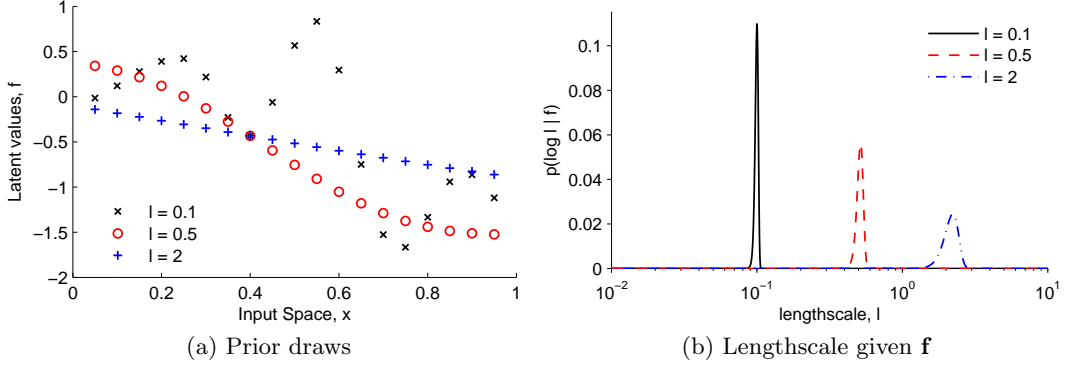 1
0.5
0
−0.5
−1
−1.5
−2
Latent values, f
l = 0.1
l = 0.5
l = 2
0 0.2 0.4 0.6 0.8 1
Input Space, x
(a) Prior draws
0.1
0.08
0.06
0.04
0.02
0
p(log l | f)
l = 0.1
l = 0.5
l = 2
10^−2 10^−1 10^0 10^1
lengthscale, l
(b) Lengthscale given f